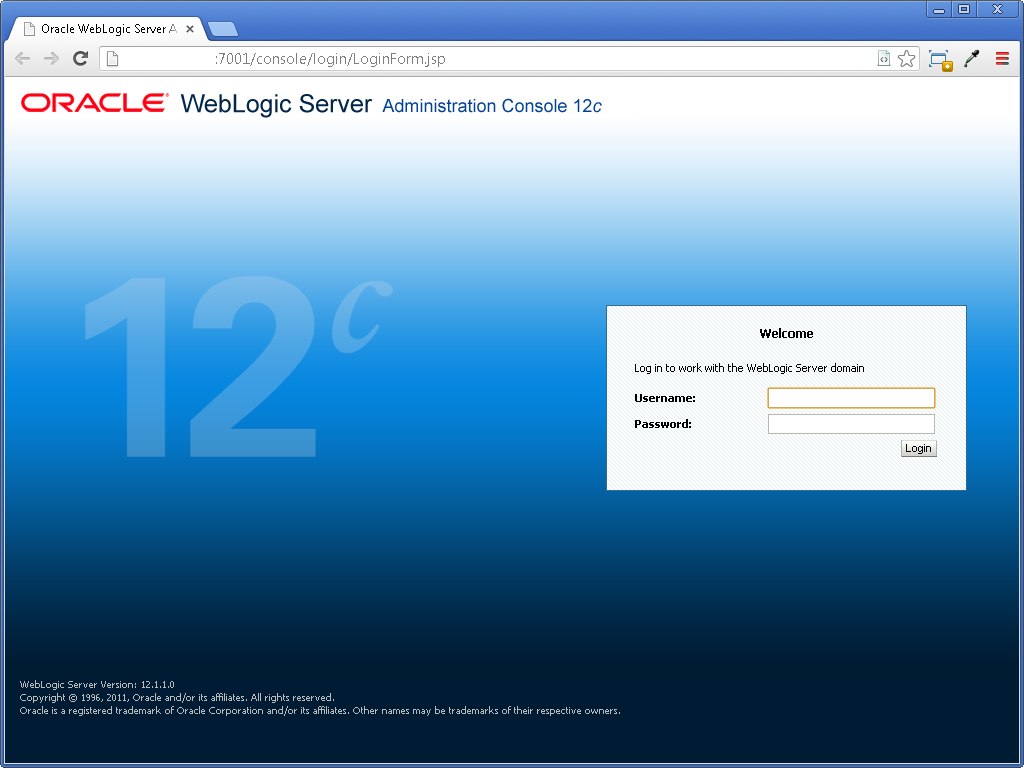 Oracle WebLogic Server A
:7001/console/login/LoginForm.jsp
ORACLE® WebLogic Server Administration Console 12c
12c
Welcome
Log in to work with the WebLogic Server domain
Username:
Password:
Login
WebLogic Server Version: 12.1.1.0
Copyright © 1996, 2011, Oracle and/or its affiliates. All rights reserved.
Oracle is a registered trademark of Oracle Corporation and/or its affiliates. Other names may be trademarks of their respective owners.